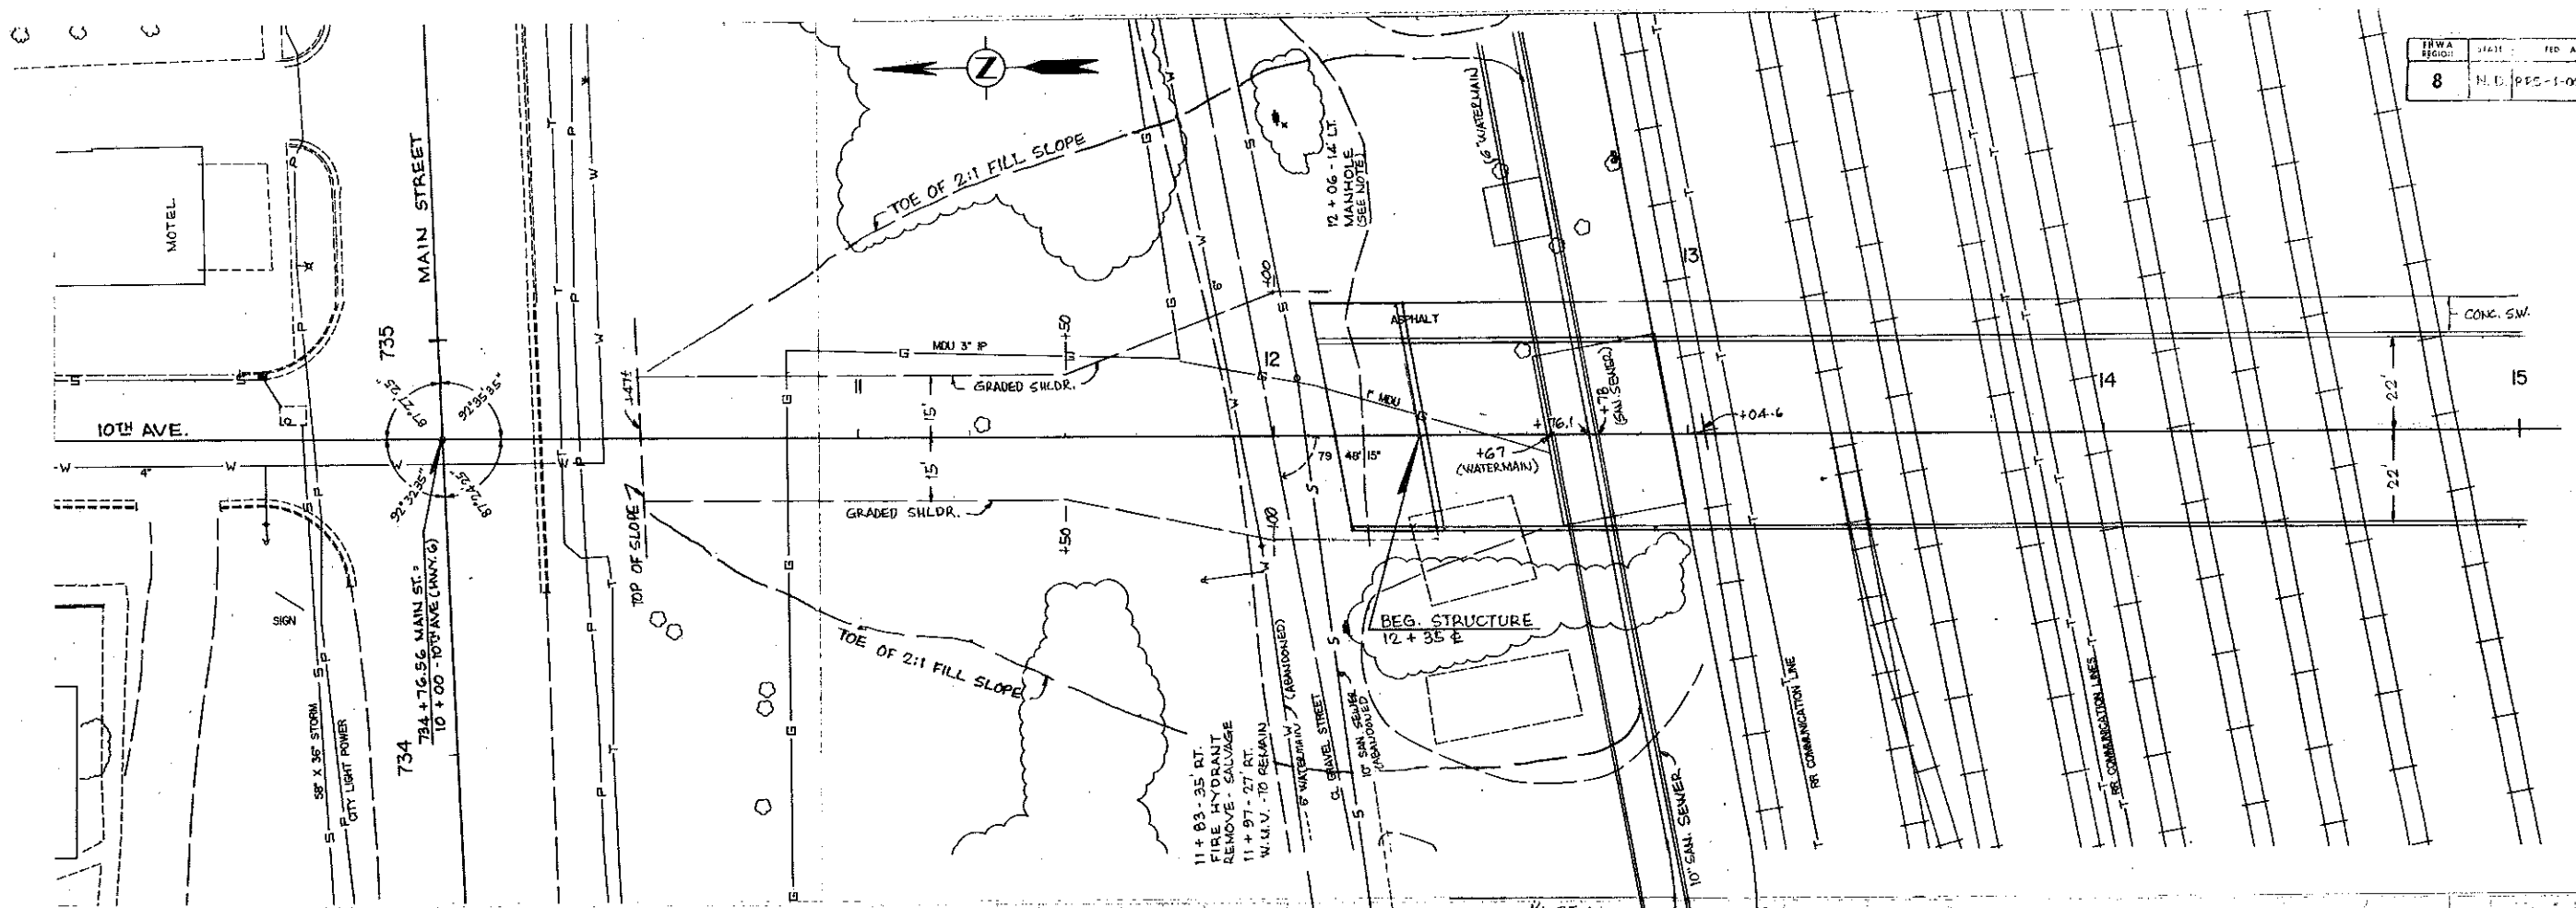 FHWA REGION
STATE
FED A
8
N.D.
Z
MOTEL
MAIN STREET
735
10TH AVE.
87°27'25"
92°35'35"
92°32'35"
87°24'25"
734
734 + 76.56 MAIN ST. =
10 + 00 - 10TH AVE (HWY. 6)
SIGN
58" X 36" STORM
CITY LIGHT POWER
4"
+47±
TOP OF SLOPE
TOE OF 2:1 FILL SLOPE
TOE OF 2:1 FILL SLOPE
MDU 3" IP
11
GRADED SHLDR.
15'
15'
GRADED SHLDR.
+50
+50
6"
+00
+00
12
12 + 06 - 14' LT.
MANHOLE
(SEE NOTE)
(6" WATERMAIN)
ASPHALT
1" MDU
79 48' 15"
+67
(WATERMAIN)
+76.1
+78
(SAN. SEWER)
+04.6
13
14
15
CONC. S.W.
22'
22'
BEG. STRUCTURE
12 + 35 ℄
11 + 83 - 35' RT.
FIRE HYDRANT
REMOVE - SALVAGE
11 + 97 - 27' RT.
W.M.V. - TO REMAIN
6" WATERMAIN (ABANDONED)
℄ GRAVEL STREET
10" SAN. SEWER
(ABANDONED)
10" SAN. SEWER
RR COMMUNICATION LINE
RR COMMUNICATION LINES